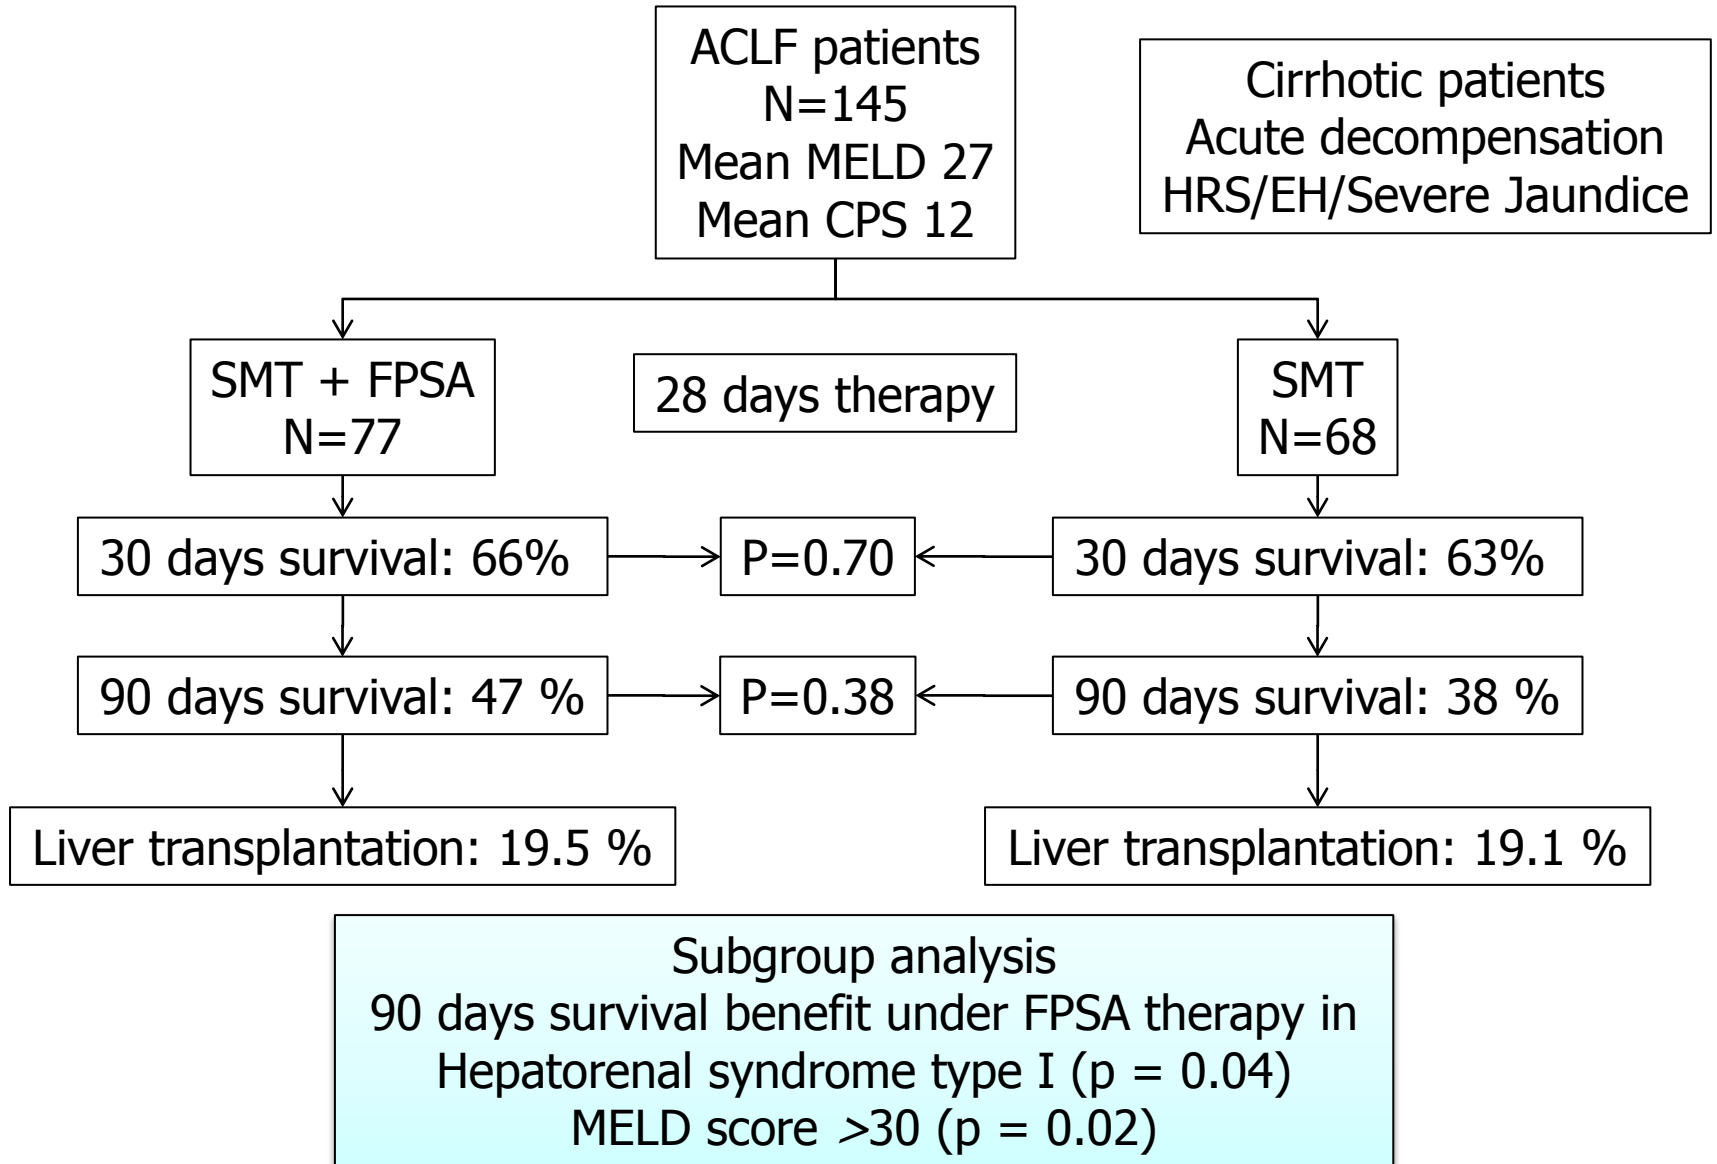 ACLF patients
N=145
Mean MELD 27
Mean CPS 12
Cirrhotic patients
Acute decompensation
HRS/EH/Severe Jaundice
SMT + FPSA
N=77
28 days therapy
SMT
N=68
30 days survival: 66%
P=0.70
30 days survival: 63%
90 days survival: 47 %
P=0.38
90 days survival: 38 %
Liver transplantation: 19.5 %
Liver transplantation: 19.1 %
Subgroup analysis
90 days survival benefit under FPSA therapy in
Hepatorenal syndrome type I (p = 0.04)
MELD score >30 (p = 0.02)